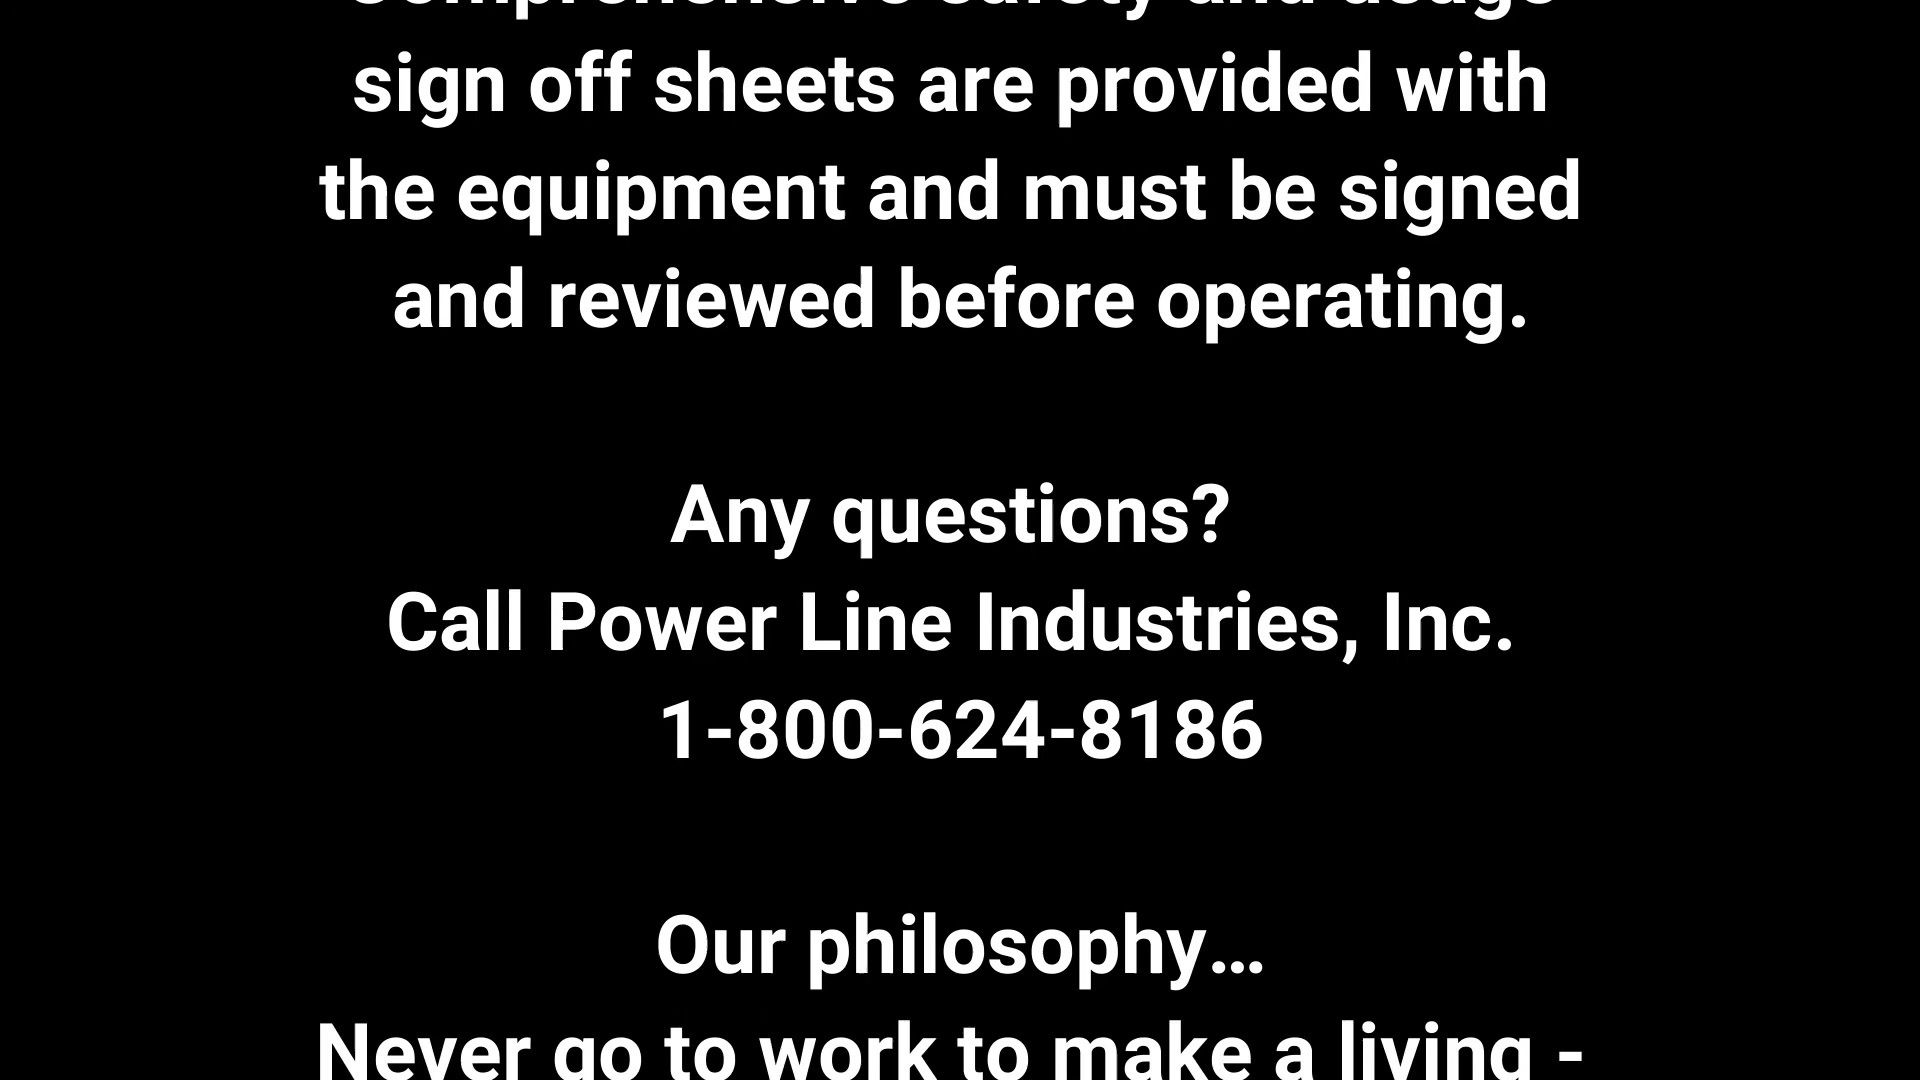 Comprehensive safety and usage
sign off sheets are provided with
the equipment and must be signed
and reviewed before operating.
Any questions?
Call Power Line Industries, Inc.
1-800-624-8186
Our philosophy…
Never go to work to make a living -